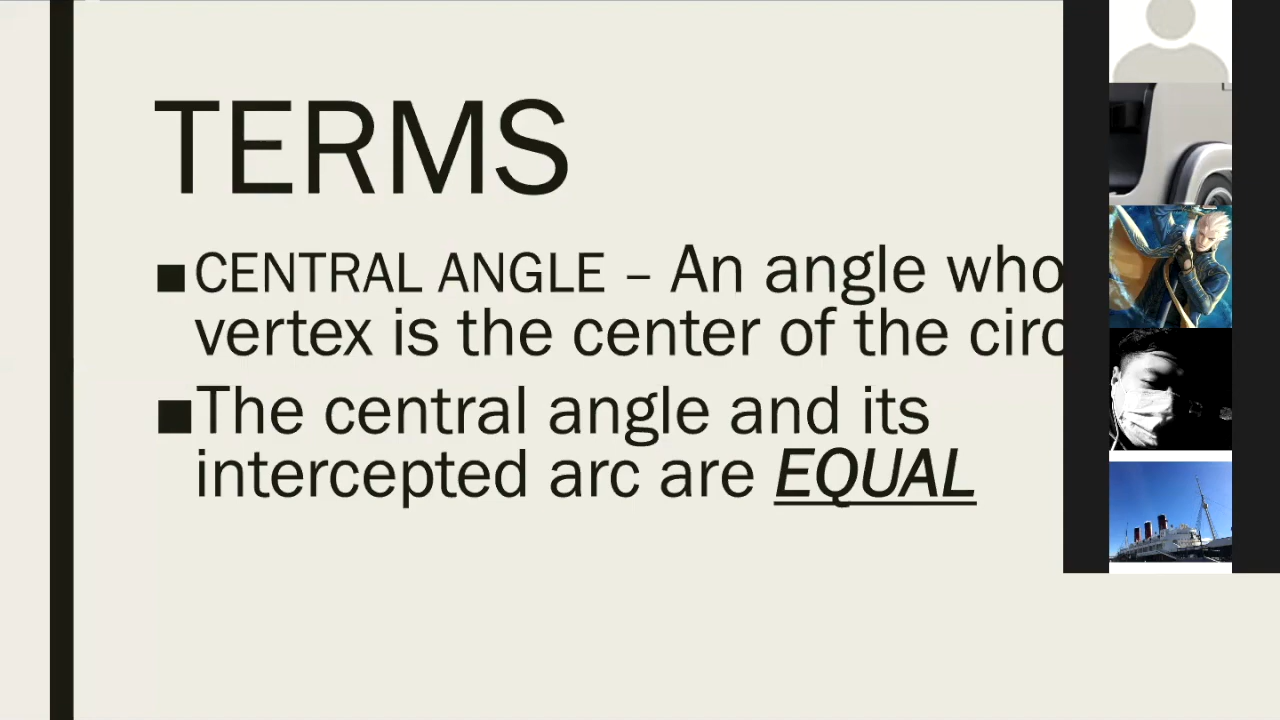 TERMS
■CENTRAL ANGLE – An angle who
vertex is the center of the circ
■The central angle and its
intercepted arc are EQUAL